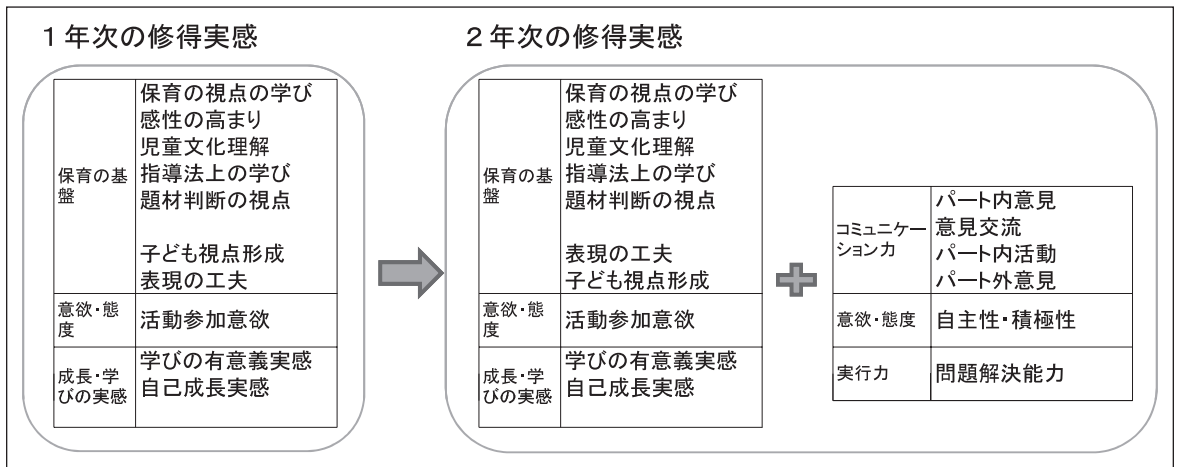 1年次の修得実感
保育の基
盤
保育の視点の学び
感性の高まり
児童文化理解
指導法上の学び
題材判断の視点
子ども視点形成
表現の工夫
意欲・態
度
活動参加意欲
成長・学
びの実感
学びの有意義実感
自己成長実感
2年次の修得実感
保育の基
盤
保育の視点の学び
感性の高まり
児童文化理解
指導法上の学び
題材判断の視点
表現の工夫
子ども視点形成
意欲・態
度
活動参加意欲
成長・学
びの実感
学びの有意義実感
自己成長実感
コミュニケー
ション力
パート内意見
意見交流
パート内活動
パート外意見
意欲・態度
自主性・積極性
実行力
問題解決能力